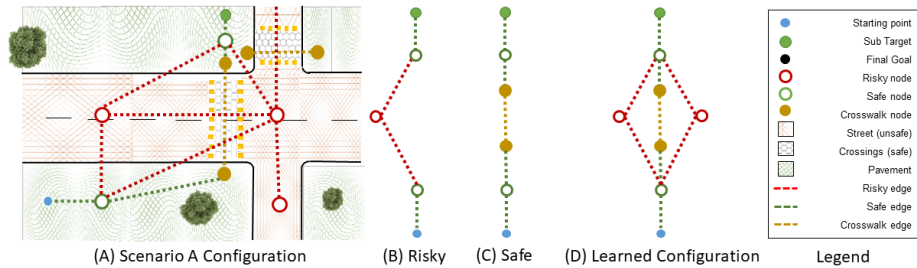 Starting point
Sub Target
Final Goal
Risky node
Safe node
Crosswalk node
Street (unsafe)
Crossings (safe)
Pavement
Risky edge
Safe edge
Crosswalk edge
(A) Scenario A Configuration
(B) Risky
(C) Safe
(D) Learned Configuration
Legend